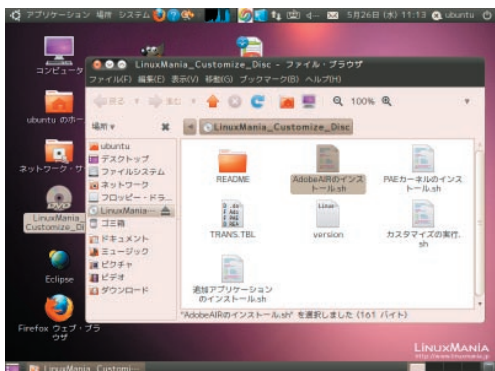 アプリケーション 場所 システム
5月26日 (水) 11:13
ubuntu
コンピュータ
ubuntu のホー
ネットワーク・サ
LinuxMania_
Customize_Di
Eclipse
Firefox ウェブ・ブラ
ウザ
LinuxMania_Customize_Disc - ファイル・ブラウザ
ファイル(F) 編集(E) 表示(V) 移動(G) ブックマーク(B) ヘルプ(H)
戻る
進む
100%
場所
LinuxMania_Customize_Disc
ubuntu
デスクトップ
ファイルシステム
ネットワーク
フロッピー・ドラ...
LinuxMania...
ゴミ箱
ドキュメント
ミュージック
ピクチャ
ビデオ
ダウンロード
README
AdobeAIRのインス
トール.sh
PAEカーネルのインス
トール.sh
TRANS.TBL
version
カスタマイズの実行.
sh
追加アプリケーション
のインストール.sh
"AdobeAIRのインストール.sh" を選択しました (161 バイト)
LINUXMANIA
http://www.linuxmania.jp
LinuxMania_Customi...